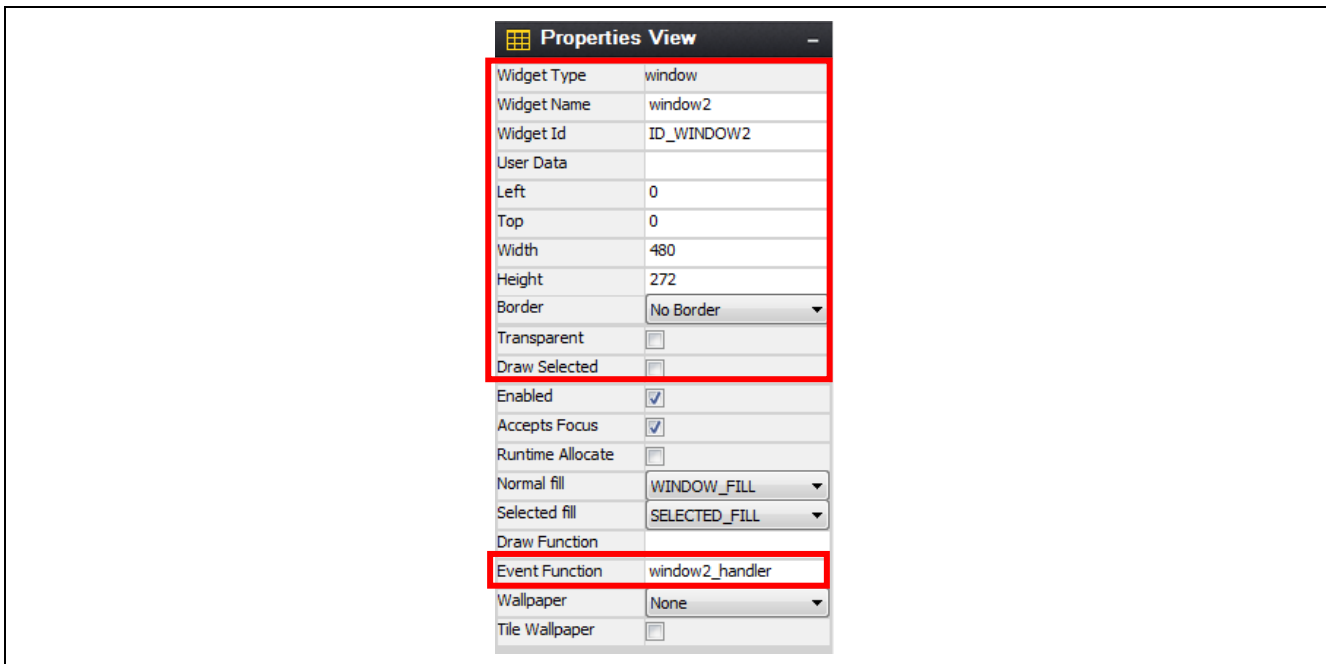 Properties View
Widget Type window
Widget Name window2
Widget Id ID_WINDOW2
User Data
Left 0
Top 0
Width 480
Height 272
Border No Border
Transparent
Draw Selected
Enabled
Accepts Focus
Runtime Allocate
Normal fill WINDOW_FILL
Selected fill SELECTED_FILL
Draw Function
Event Function window2_handler
Wallpaper None
Tile Wallpaper